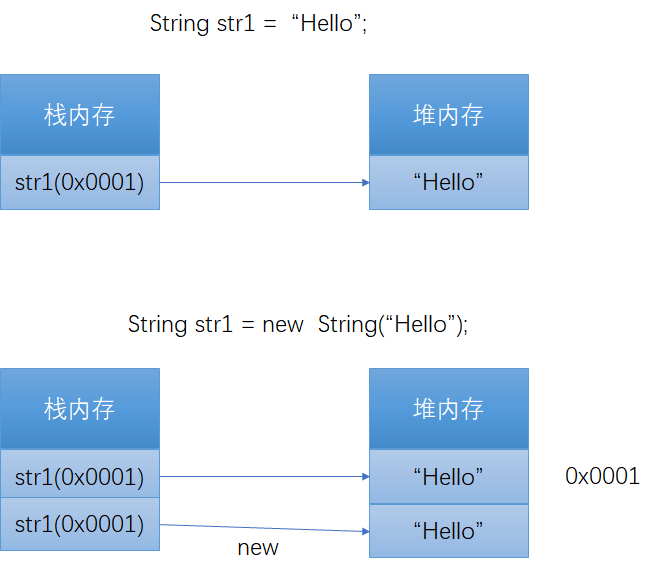 String str1 = “Hello”;
栈内存
堆内存
str1(0x0001)
“Hello”
String str1 = new String(“Hello”);
栈内存
堆内存
str1(0x0001)
“Hello”
0x0001
str1(0x0001)
“Hello”
new